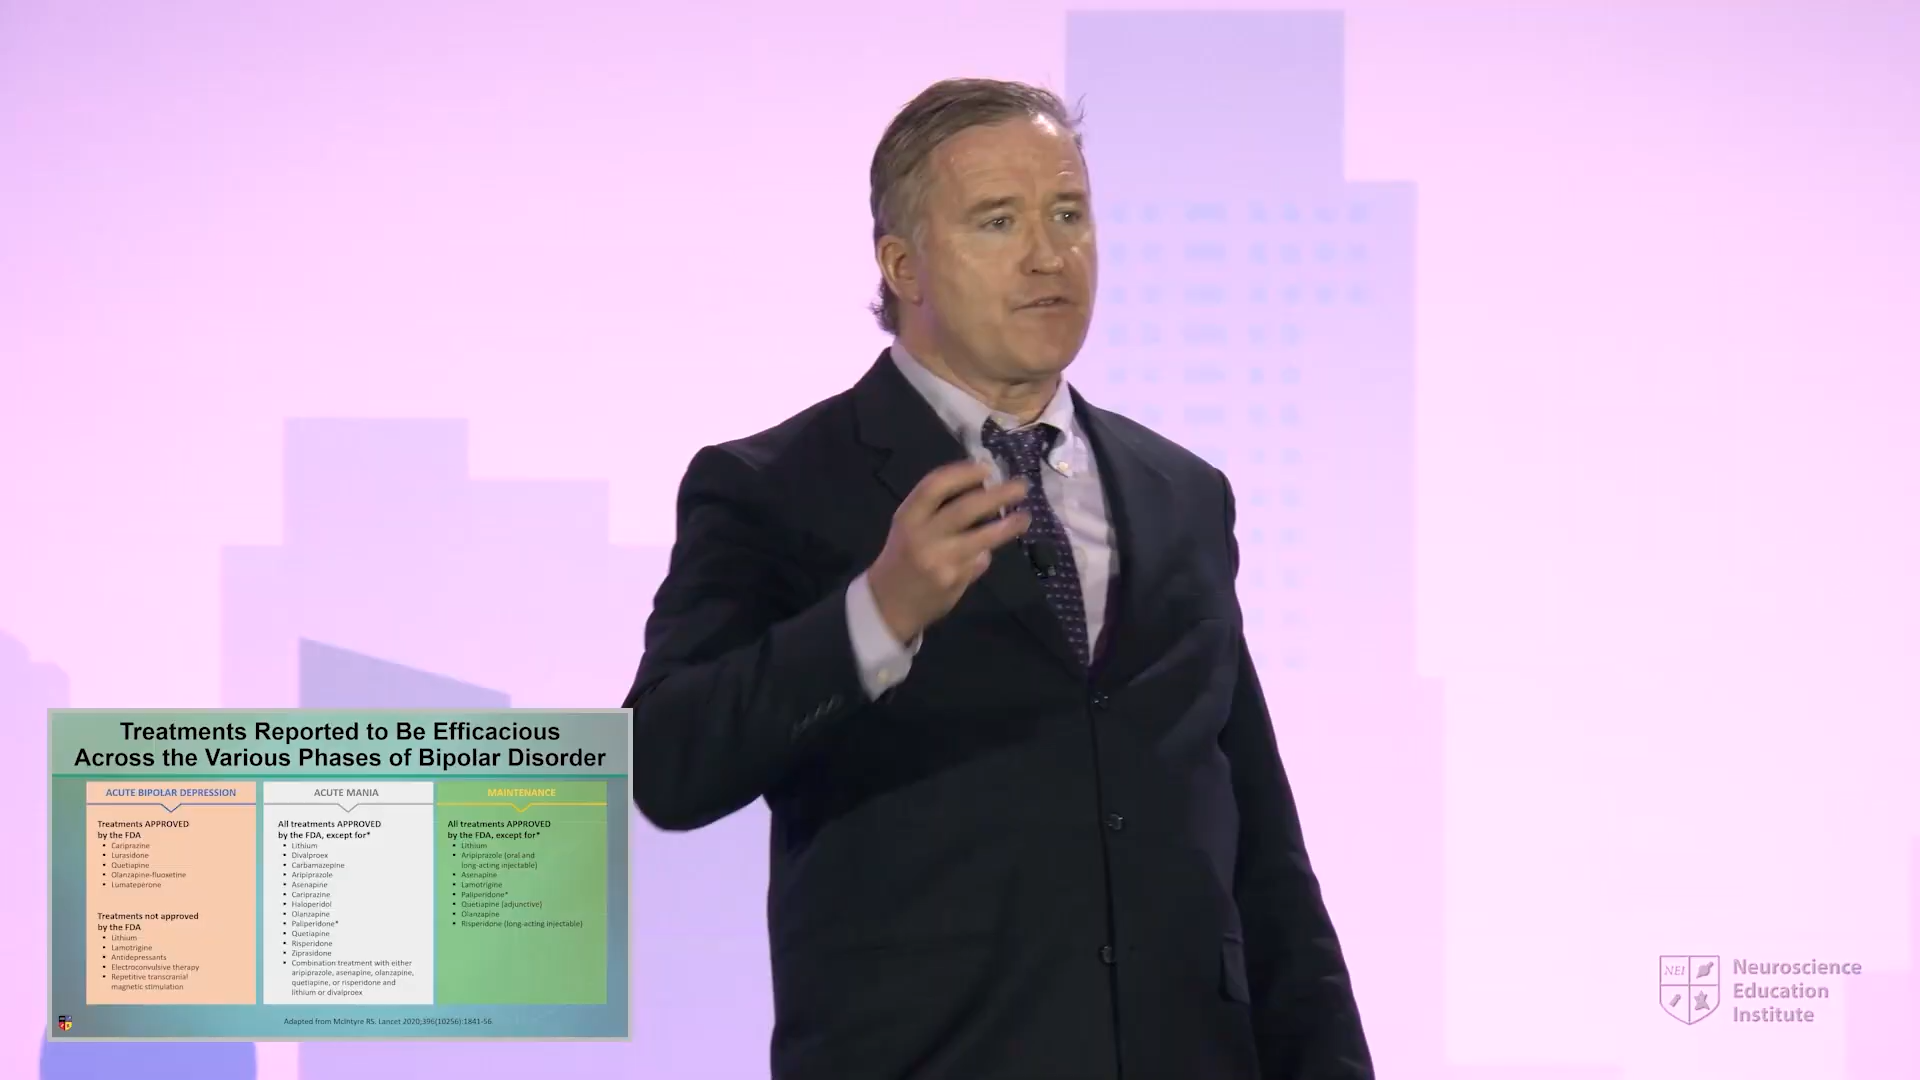 Treatments Reported to Be Efficacious
Across the Various Phases of Bipolar Disorder
ACUTE BIPOLAR DEPRESSION
Treatments APPROVED
by the FDA
• Cariprazine
• Lurasidone
• Quetiapine
• Olanzapine-fluoxetine
• Lumateperone
Treatments not approved
by the FDA
• Lithium
• Lamotrigine
• Antidepressants
• Electroconvulsive therapy
• Repetitive transcranial
magnetic stimulation
ACUTE MANIA
All treatments APPROVED
by the FDA, except for*
• Lithium
• Divalproex
• Carbamazepine
• Aripiprazole
• Asenapine
• Cariprazine
• Haloperidol
• Olanzapine
• Paliperidone*
• Quetiapine
• Risperidone
• Ziprasidone
• Combination treatment with either
aripiprazole, asenapine, olanzapine,
quetiapine, or risperidone and
lithium or divalproex
MAINTENANCE
All treatments APPROVED
by the FDA, except for*
• Lithium
• Aripiprazole (oral and
long-acting injectable)
• Asenapine
• Lamotrigine
• Paliperidone*
• Quetiapine (adjunctive)
• Olanzapine
• Risperidone (long-acting injectable)
Adapted from McIntyre RS. Lancet 2020;396(10256):1841-56.
NEI
Neuroscience
Education
Institute